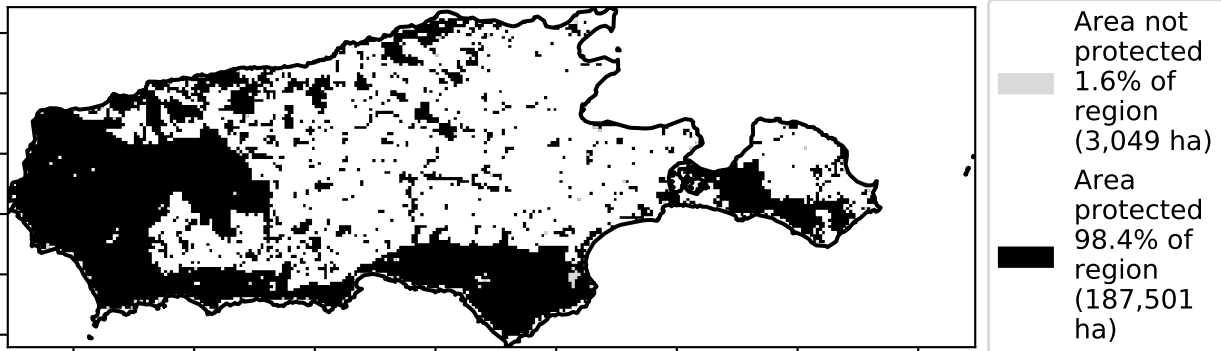 Area not
protected
1.6% of
region
(3,049 ha)
Area
protected
98.4% of
region
(187,501
ha)